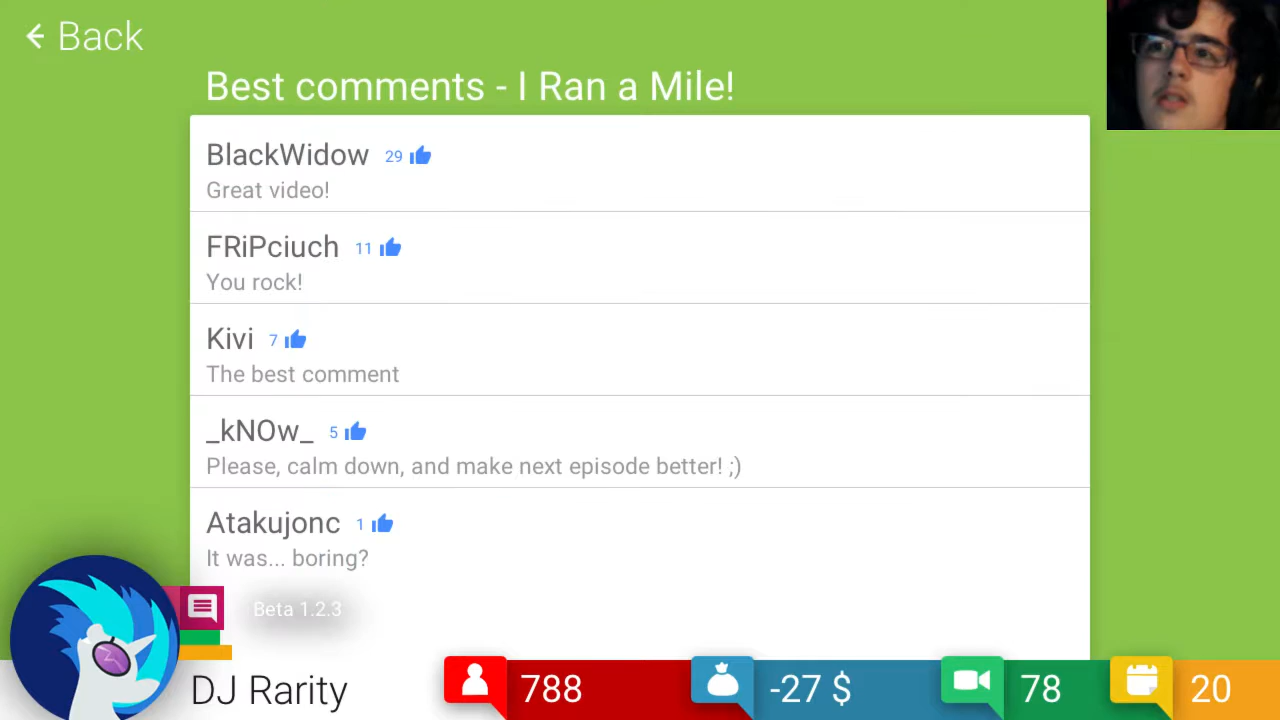 Back
Best comments - I Ran a Mile!
BlackWidow 29
Great video!
FRiPciuch 11
You rock!
Kivi 7
The best comment
_kNOw_ 5
Please, calm down, and make next episode better! ;)
Atakujonc 1
It was... boring?
Beta 1.2.3
DJ Rarity 788 -27 $ 78 20